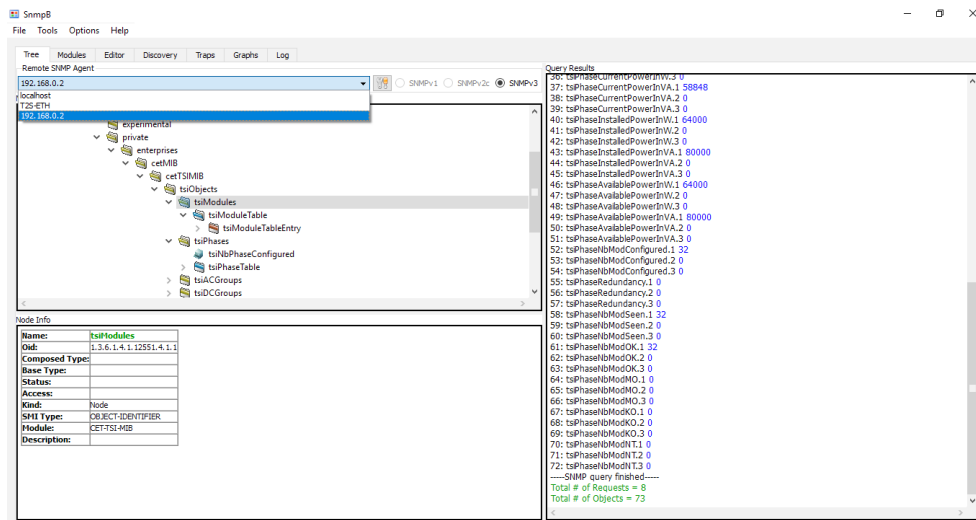 SnmpB
File Tools Options Help
Tree Modules Editor Discovery Traps Graphs Log
Remote SNMP Agent
192.168.0.2
SNMPv1 SNMPv2c SNMPv3
localhost
T2S-ETH
192.168.0.2
experimental
private
enterprises
cetMIB
cetTSIMIB
tsiObjects
tsiModules
tsiModuleTable
tsiModuleTableEntry
tsiPhases
tsiNbPhaseConfigured
tsiPhaseTable
tsiACGroups
tsiDCGroups
Node Info
Name: tsiModules
Oid: 1.3.6.1.4.1.12551.4.1.1
Composed Type:
Base Type:
Status:
Access:
Kind: Node
SMI Type: OBJECT-IDENTIFIER
Module: CET-TSI-MIB
Description:
Query Results
36: tsiPhaseCurrentPowerInW.3 0
37: tsiPhaseCurrentPowerInVA.1 58848
38: tsiPhaseCurrentPowerInVA.2 0
39: tsiPhaseCurrentPowerInVA.3 0
40: tsiPhaseInstalledPowerInW.1 64000
41: tsiPhaseInstalledPowerInW.2 0
42: tsiPhaseInstalledPowerInW.3 0
43: tsiPhaseInstalledPowerInVA.1 80000
44: tsiPhaseInstalledPowerInVA.2 0
45: tsiPhaseInstalledPowerInVA.3 0
46: tsiPhaseAvailablePowerInW.1 64000
47: tsiPhaseAvailablePowerInW.2 0
48: tsiPhaseAvailablePowerInW.3 0
49: tsiPhaseAvailablePowerInVA.1 80000
50: tsiPhaseAvailablePowerInVA.2 0
51: tsiPhaseAvailablePowerInVA.3 0
52: tsiPhaseNbModConfigured.1 32
53: tsiPhaseNbModConfigured.2 0
54: tsiPhaseNbModConfigured.3 0
55: tsiPhaseRedundancy.1 0
56: tsiPhaseRedundancy.2 0
57: tsiPhaseRedundancy.3 0
58: tsiPhaseNbModSeen.1 32
59: tsiPhaseNbModSeen.2 0
60: tsiPhaseNbModSeen.3 0
61: tsiPhaseNbModOK.1 32
62: tsiPhaseNbModOK.2 0
63: tsiPhaseNbModOK.3 0
64: tsiPhaseNbModMO.1 0
65: tsiPhaseNbModMO.2 0
66: tsiPhaseNbModMO.3 0
67: tsiPhaseNbModKO.1 0
68: tsiPhaseNbModKO.2 0
69: tsiPhaseNbModKO.3 0
70: tsiPhaseNbModNT.1 0
71: tsiPhaseNbModNT.2 0
72: tsiPhaseNbModNT.3 0
-----SNMP query finished-----
Total # of Requests = 8
Total # of Objects = 73